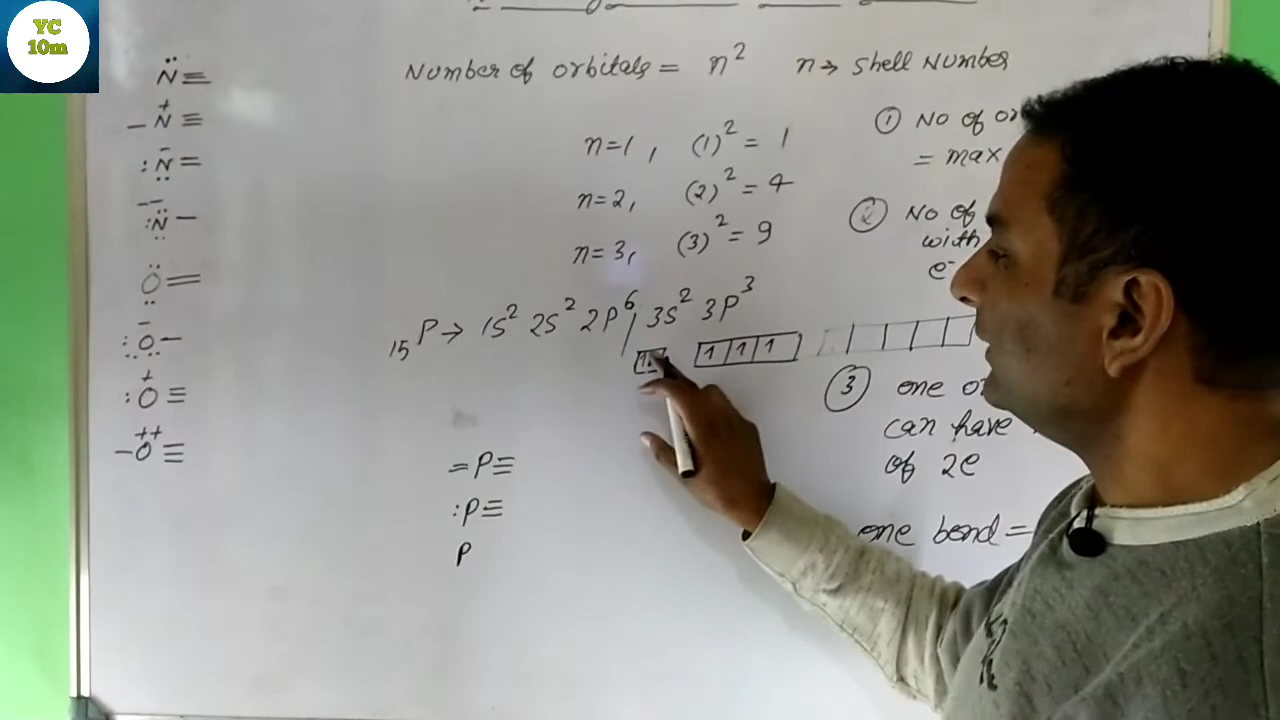 YC
10m
Number of orbitals = n² n → Shell Number
n=1, (1)² = 1
n=2, (2)² = 4
n=3, (3)² = 9
① No of
= max
② No of
with
e⁻
₁₅P → 1s² 2s² 2p⁶ / 3s² 3p³
1 1 1
③ one
can have
of 2e
one bond =
N̈≡
–N⁺≡
:N̈⁻=
:N̈⁻⁻–
:Ö=
:Ö⁻–
:O⁺≡
–O⁺⁺≡
=P≡
:P≡
P